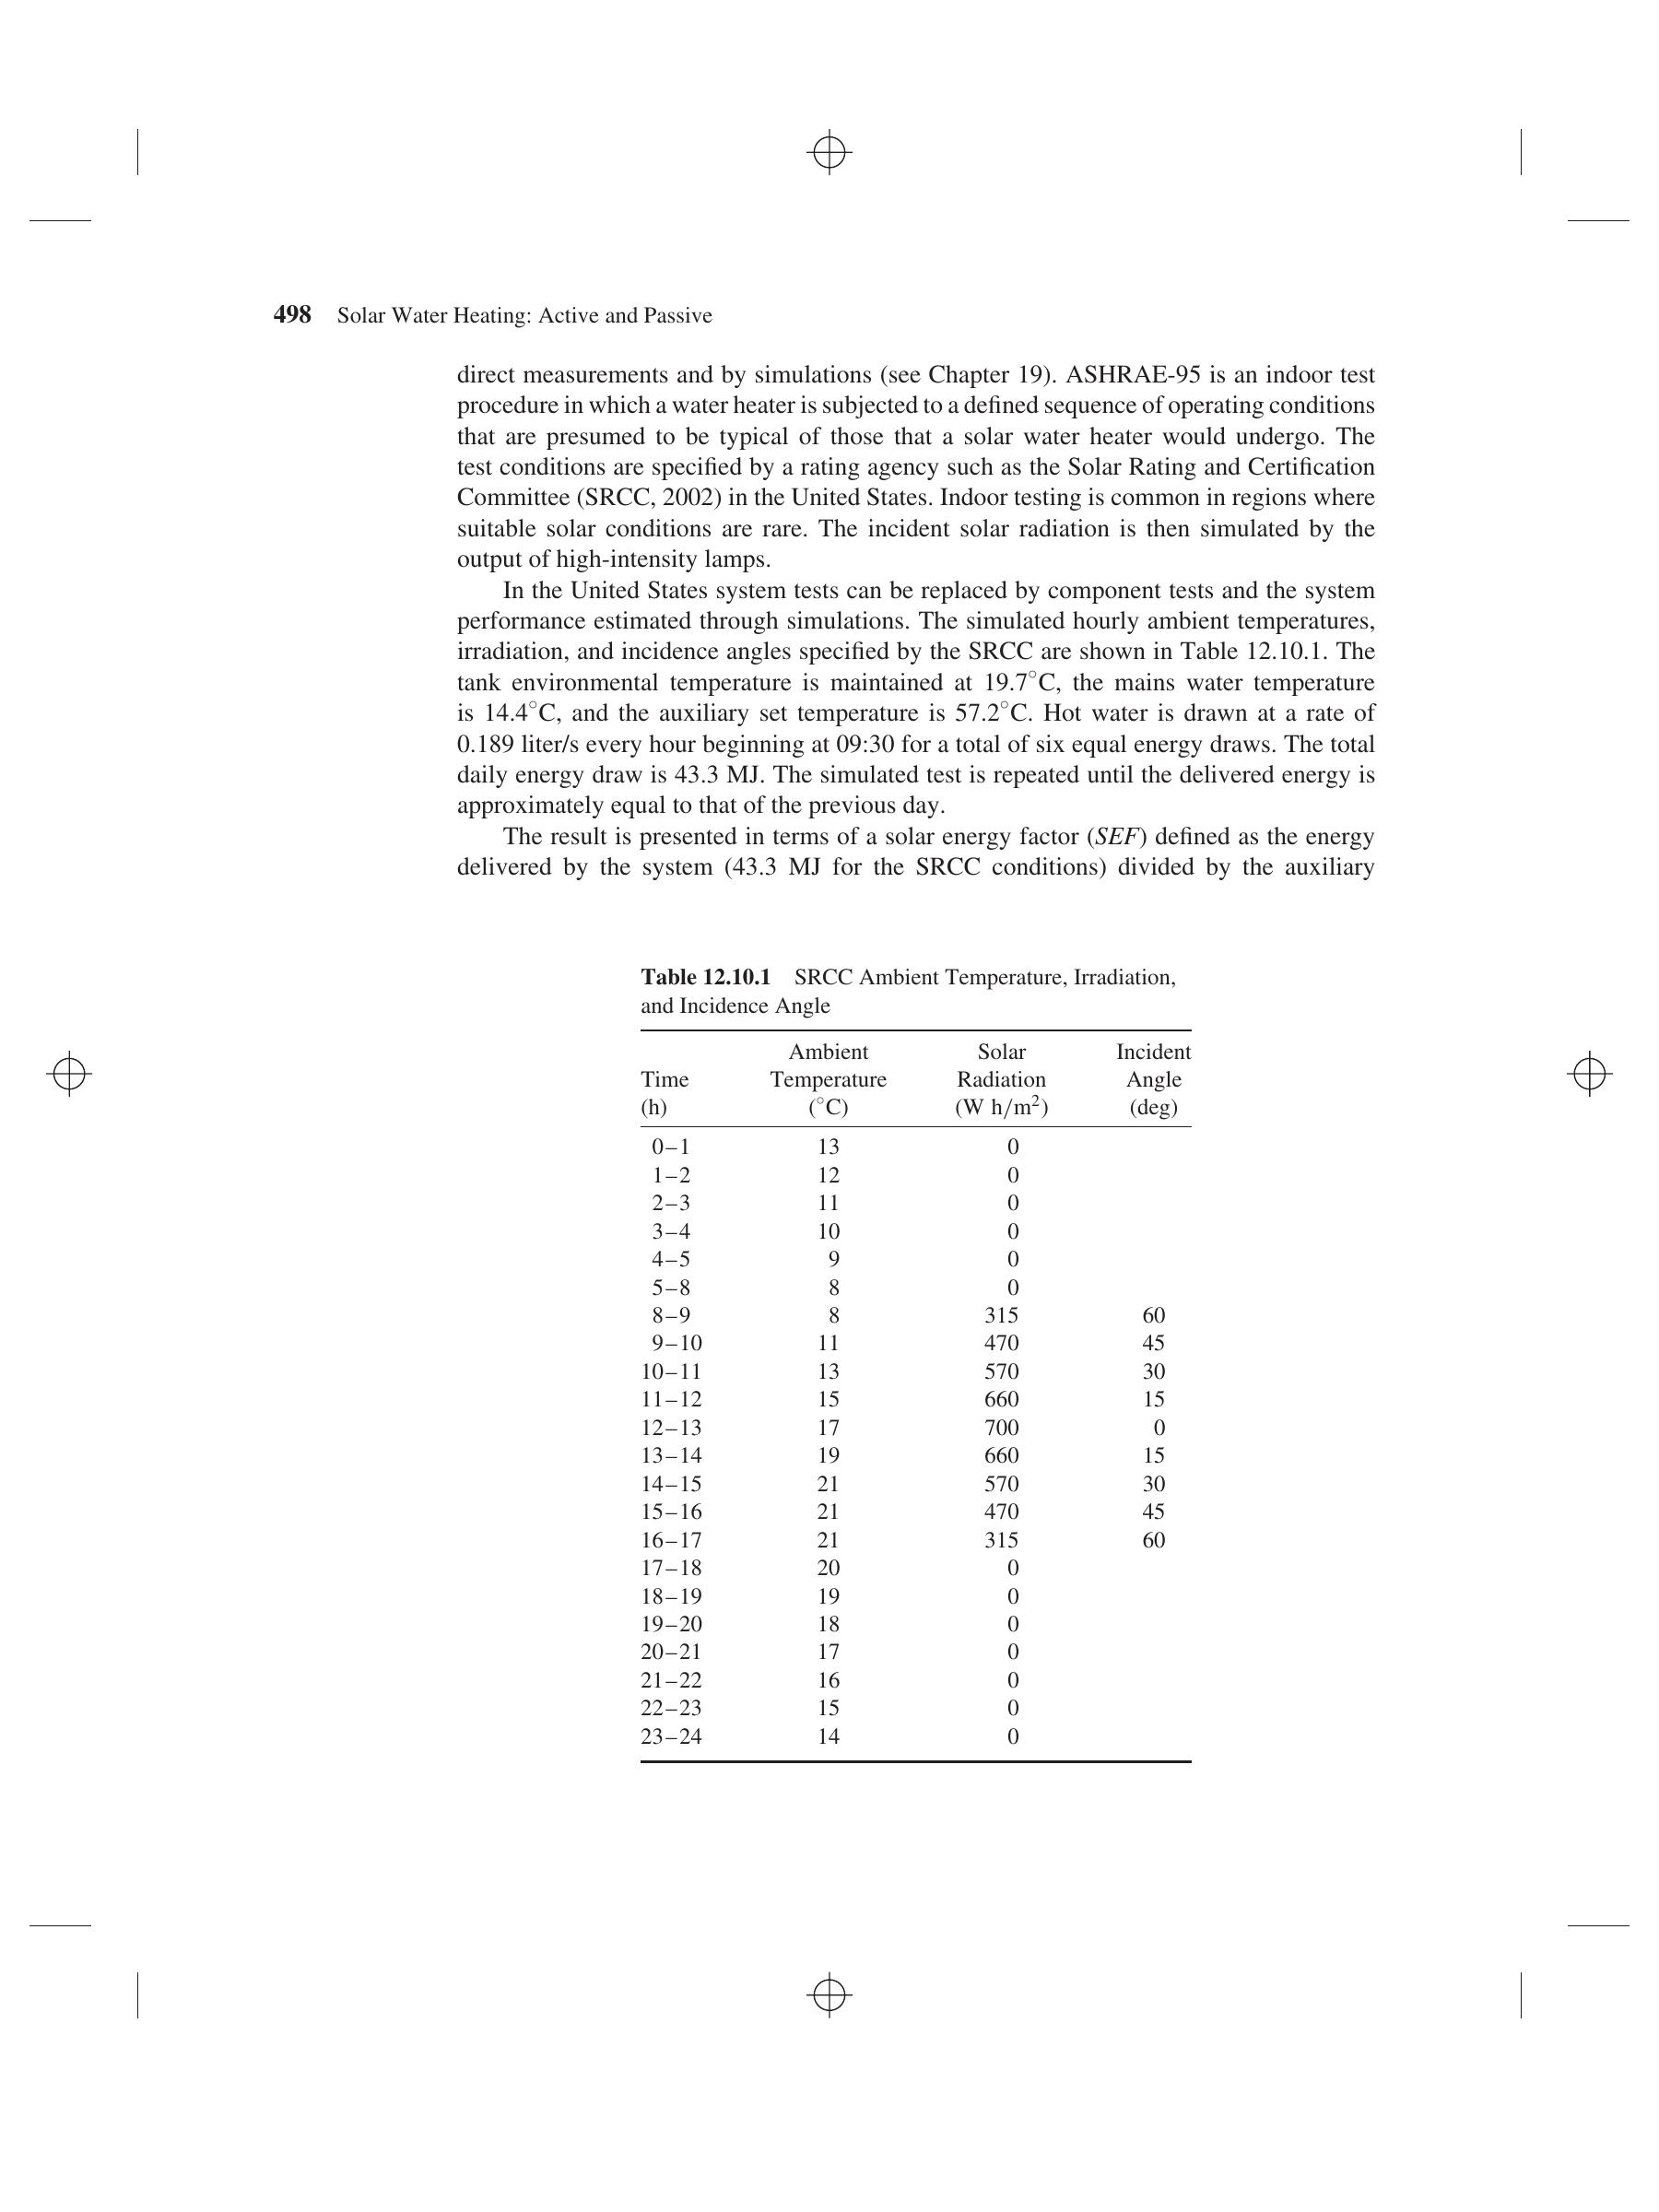 498 Solar Water Heating: Active and Passive
direct measurements and by simulations (see Chapter 19). ASHRAE-95 is an indoor test
procedure in which a water heater is subjected to a defined sequence of operating conditions
that are presumed to be typical of those that a solar water heater would undergo. The
test conditions are specified by a rating agency such as the Solar Rating and Certification
Committee (SRCC, 2002) in the United States. Indoor testing is common in regions where
suitable solar conditions are rare. The incident solar radiation is then simulated by the
output of high-intensity lamps.
In the United States system tests can be replaced by component tests and the system
performance estimated through simulations. The simulated hourly ambient temperatures,
irradiation, and incidence angles specified by the SRCC are shown in Table 12.10.1. The
tank environmental temperature is maintained at 19.7°C, the mains water temperature
is 14.4°C, and the auxiliary set temperature is 57.2°C. Hot water is drawn at a rate of
0.189 liter/s every hour beginning at 09:30 for a total of six equal energy draws. The total
daily energy draw is 43.3 MJ. The simulated test is repeated until the delivered energy is
approximately equal to that of the previous day.
The result is presented in terms of a solar energy factor (SEF) defined as the energy
delivered by the system (43.3 MJ for the SRCC conditions) divided by the auxiliary
Table 12.10.1 SRCC Ambient Temperature, Irradiation,
and Incidence Angle
Ambient Solar Incident
Time Temperature Radiation Angle
(h) (°C) (W h/m²) (deg)
0–1 13 0
1–2 12 0
2–3 11 0
3–4 10 0
4–5 9 0
5–8 8 0
8–9 8 315 60
9–10 11 470 45
10–11 13 570 30
11–12 15 660 15
12–13 17 700 0
13–14 19 660 15
14–15 21 570 30
15–16 21 470 45
16–17 21 315 60
17–18 20 0
18–19 19 0
19–20 18 0
20–21 17 0
21–22 16 0
22–23 15 0
23–24 14 0